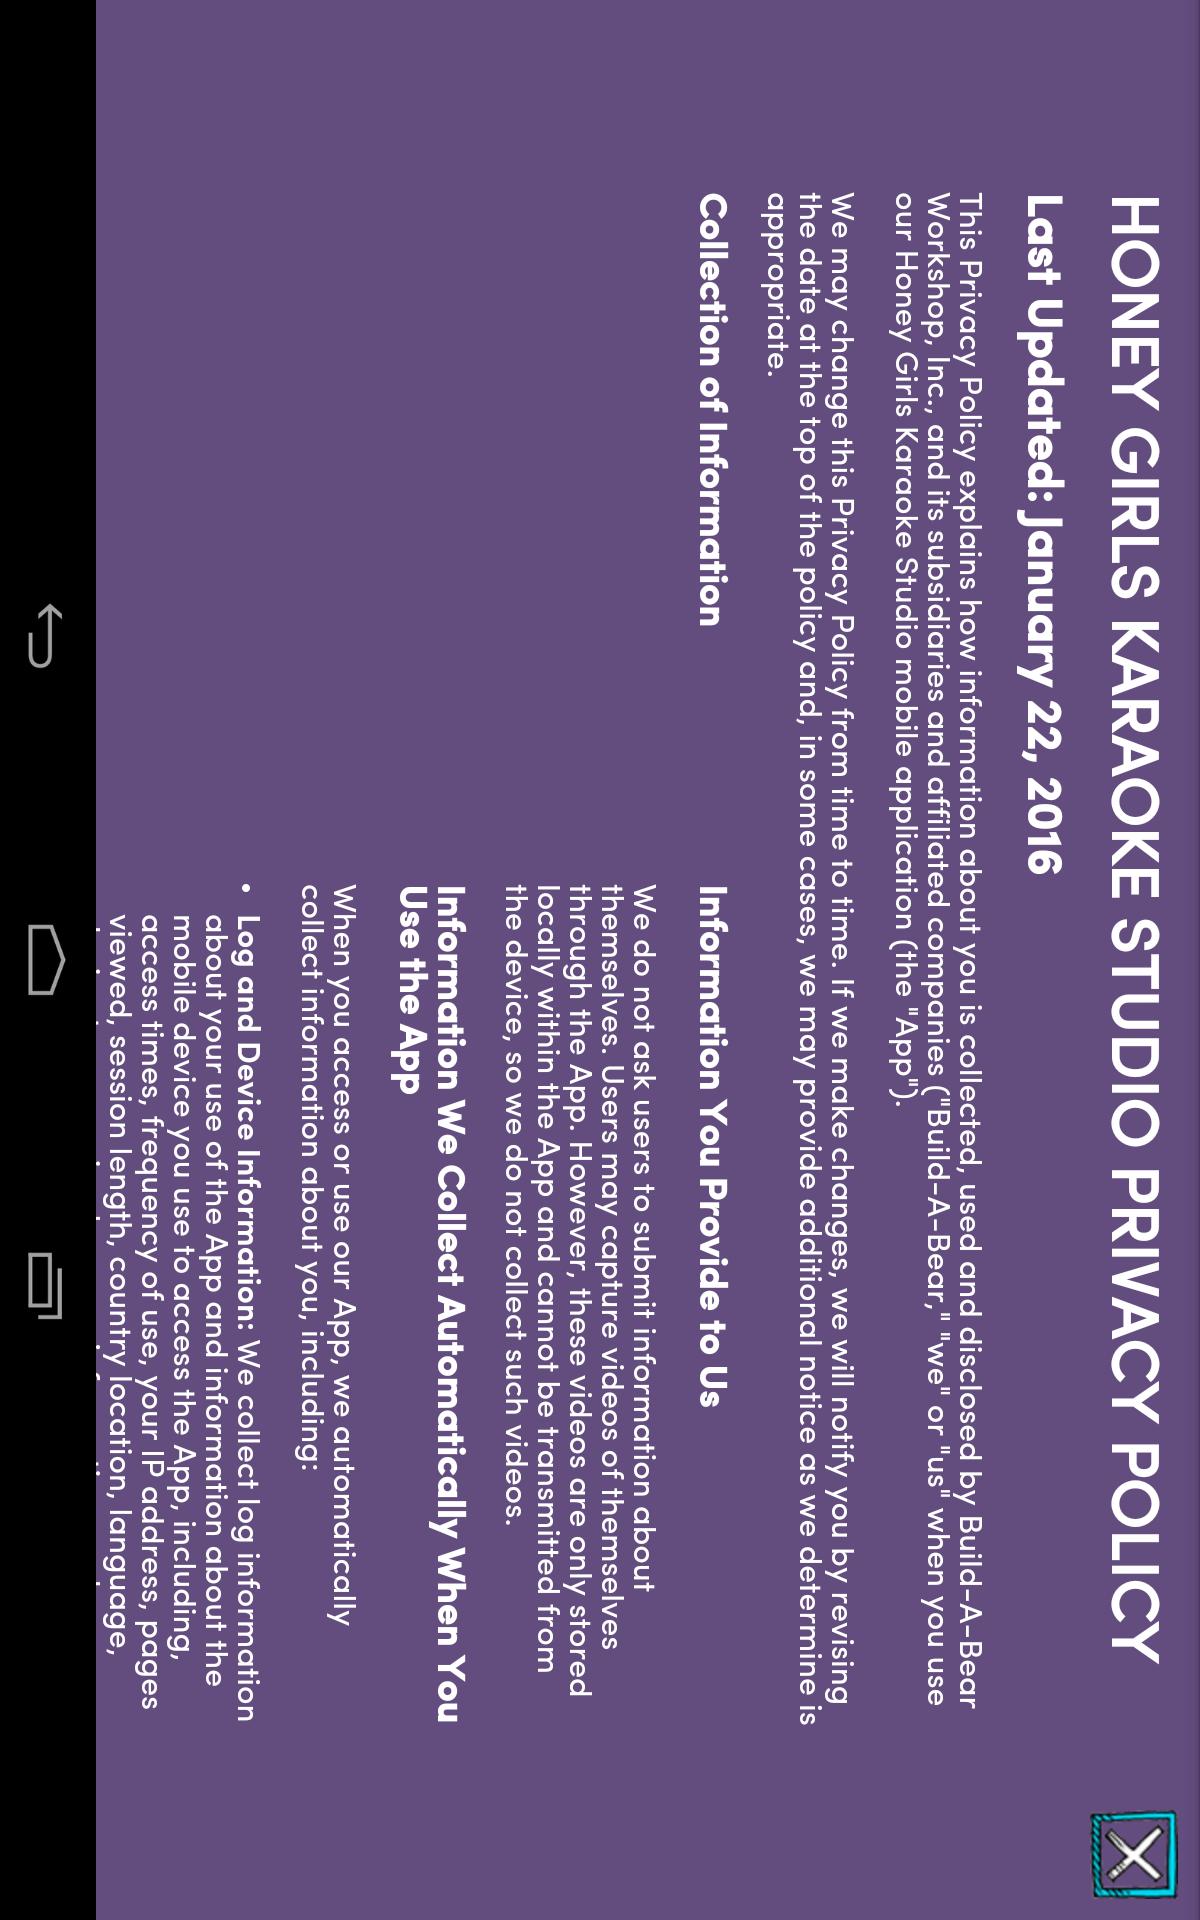 HONEY GIRLS KARAOKE STUDIO PRIVACY POLICY
Last Updated: January 22, 2016
This Privacy Policy explains how information about you is collected, used and disclosed by Build-A-Bear
Workshop, Inc., and its subsidiaries and affiliated companies ("Build-A-Bear," "we" or "us" when you use
our Honey Girls Karaoke Studio mobile application (the "App").
We may change this Privacy Policy from time to time. If we make changes, we will notify you by revising
the date at the top of the policy and, in some cases, we may provide additional notice as we determine is
appropriate.
Collection of Information
Information You Provide to Us
We do not ask users to submit information about
themselves. Users may capture videos of themselves
through the App. However, these videos are only stored
locally within the App and cannot be transmitted from
the device, so we do not collect such videos.
Information We Collect Automatically When You
Use the App
When you access or use our App, we automatically
collect information about you, including:
• Log and Device Information: We collect log information
about your use of the App and information about the
mobile device you use to access the App, including,
access times, frequency of use, your IP address, pages
viewed, session length, country location, language,